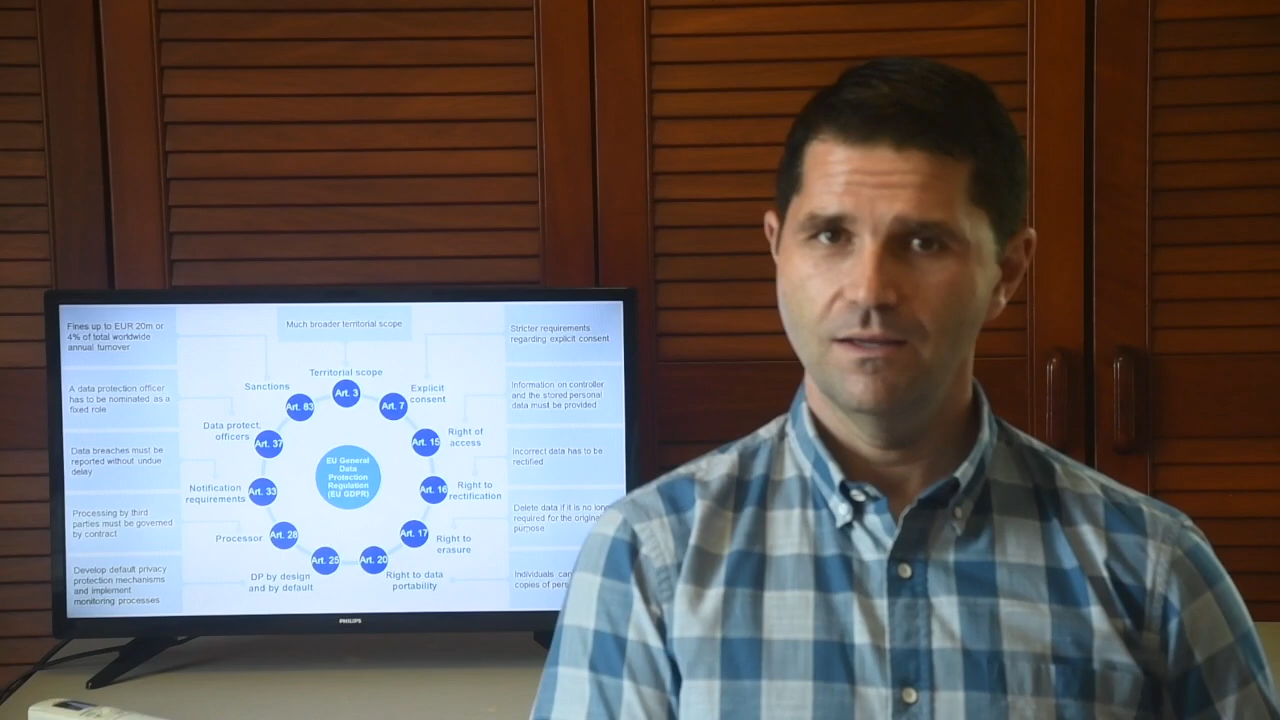 Fines up to EUR 20m or
4% of total worldwide
annual turnover
Much broader territorial scope
Stricter requirements
regarding explicit consent
Territorial scope
Sanctions
Explicit
consent
Art. 3
Art. 83
Art. 7
A data protection officer
has to be nominated as a
fixed role
Information on controller
and the stored personal
data must be provided
Data protect.
officers
Art. 37
Art. 15
Right of
access
Data breaches must be
reported without undue
delay
EU General
Data
Protection
Regulation
(EU GDPR)
Incorrect data has to be
rectified
Notification
requirements
Art. 33
Art. 16
Right to
rectification
Processing by third
parties must be governed
by contract
Delete data if it is no
required for the original
purpose
Processor
Art. 28
Art. 17
Right to
erasure
Art. 25
Art. 20
Develop default privacy
protection mechanisms
and implement
monitoring processes
DP by design
and by default
Right to data
portability
Individuals
copies of
PHILIPS